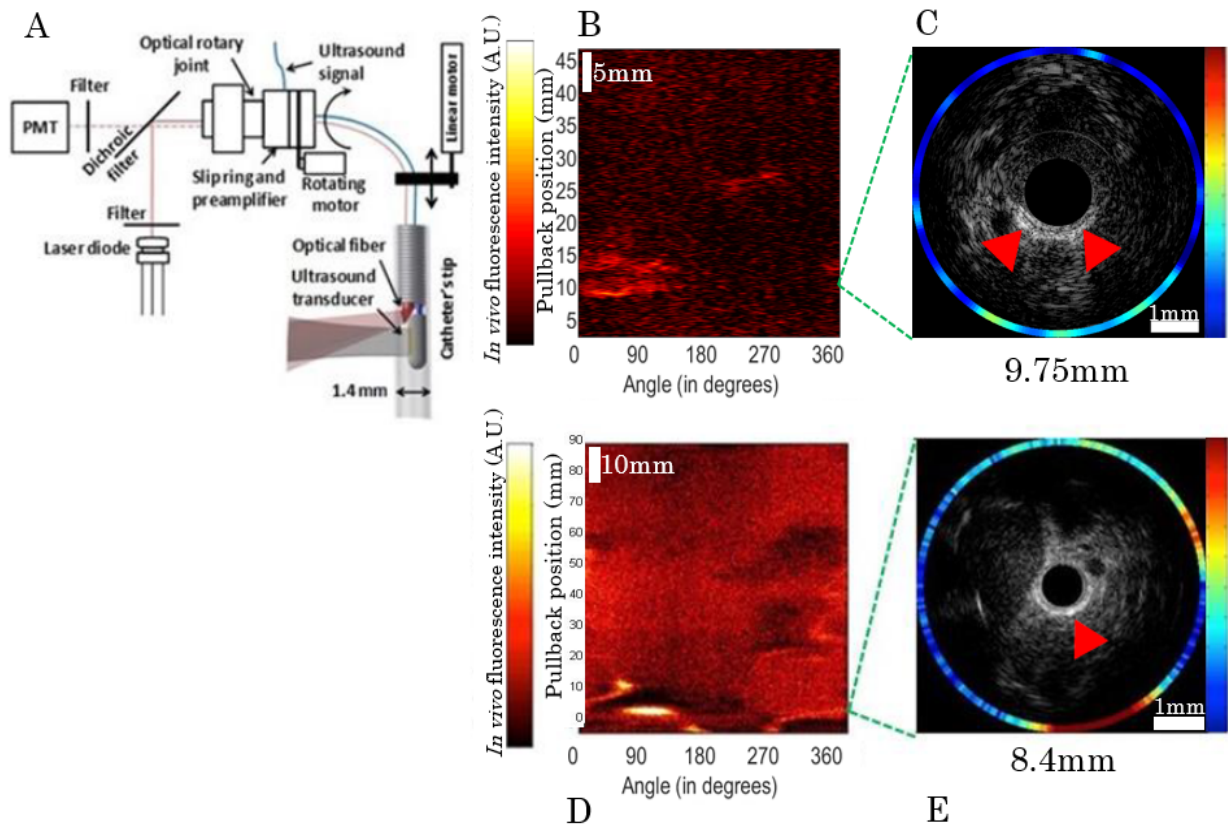 A
Optical rotary
joint
Ultrasound
signal
Linear motor
Filter
PMT
Dichroic
filter
Slip ring and
preamplifier
Rotating
motor
Filter
Laser diode
Optical fiber
Ultrasound
transducer
Catheter's tip
1.4 mm
B
In vivo fluorescence intensity (A.U.)
Pullback position (mm)
45
40
35
30
25
20
15
10
5
5mm
0 90 180 270 360
Angle (in degrees)
C
1mm
9.75mm
In vivo fluorescence intensity (A.U.)
Pullback position (mm)
90
80
70
60
50
40
30
20
10
0
10mm
0 90 180 270 360
Angle (in degrees)
D
1mm
8.4mm
E